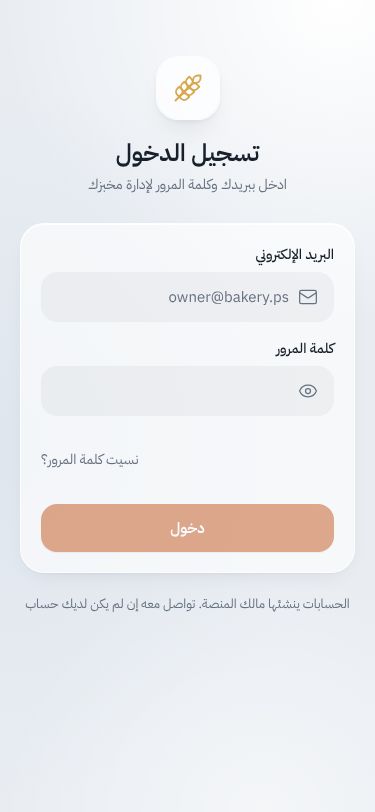 تسجيل الدخول
ادخل ببريدك وكلمة المرور لإدارة مخبزك
البريد الإلكتروني
owner@bakery.ps
كلمة المرور
نسيت كلمة المرور؟
دخول
الحسابات ينشئها مالك المنصة. تواصل معه إن لم يكن لديك حساب